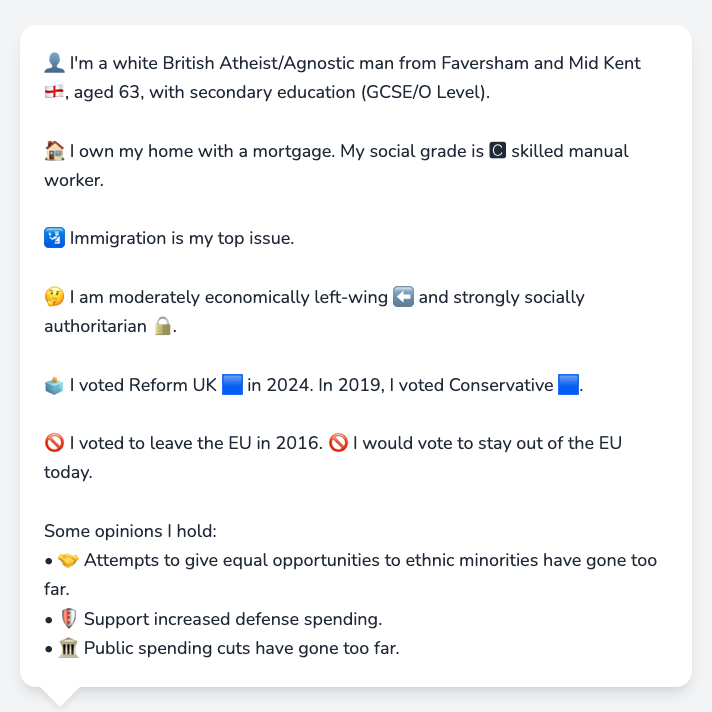 👤 I'm a white British Atheist/Agnostic man from Faversham and Mid Kent
🏴󠁧󠁢󠁥󠁮󠁧󠁿, aged 63, with secondary education (GCSE/O Level).
🏠 I own my home with a mortgage. My social grade is 🅲 skilled manual
worker.
🛂 Immigration is my top issue.
🤔 I am moderately economically left-wing ⬅️ and strongly socially
authoritarian 🔒.
🗳️ I voted Reform UK 🟦 in 2024. In 2019, I voted Conservative 🟦.
🚫 I voted to leave the EU in 2016. 🚫 I would vote to stay out of the EU
today.
Some opinions I hold:
• 🤝 Attempts to give equal opportunities to ethnic minorities have gone too
far.
• 🛡️ Support increased defense spending.
• 🏛️ Public spending cuts have gone too far.